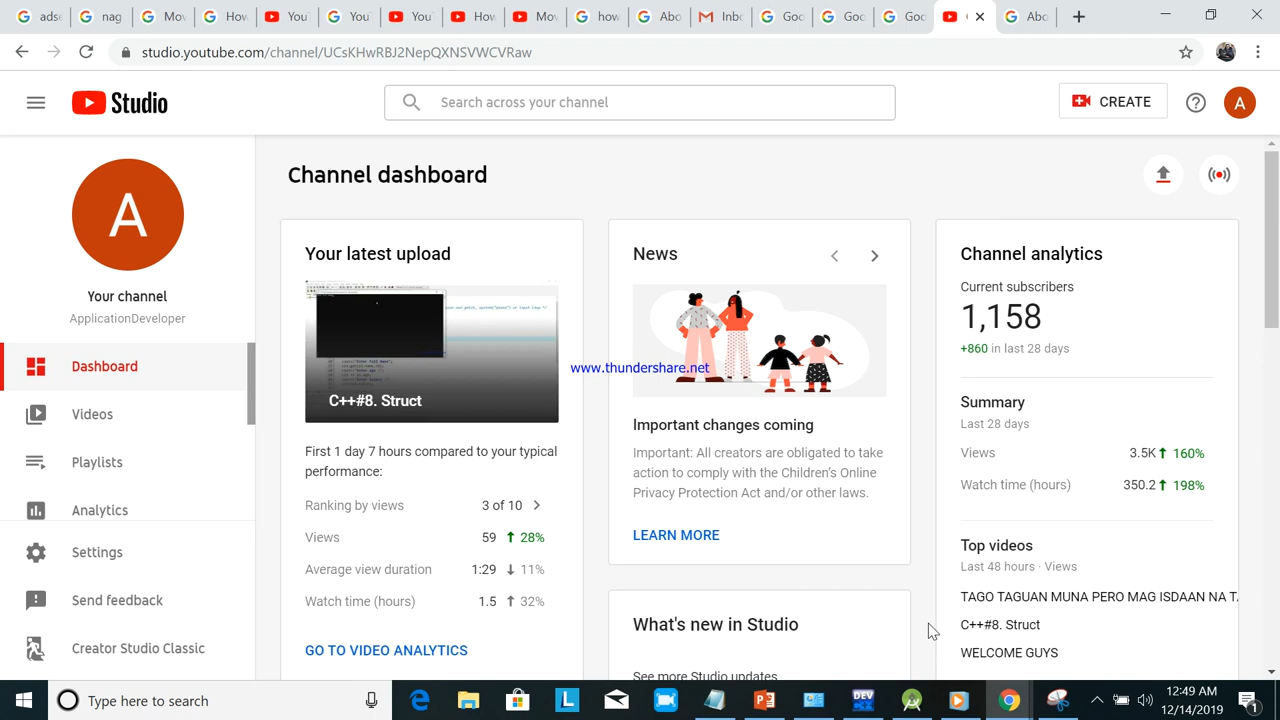 adse
nag
Mov
How
You
You
You
How
Mov
how
Abo
Inb
Goo
Goo
Goo
Abo
studio.youtube.com/channel/UCsKHwRBJ2NepQXNSVWCVRaw
Studio
Search across your channel
CREATE
A
Channel dashboard
A
Your channel
ApplicationDeveloper
Dashboard
Videos
Playlists
Analytics
Settings
Send feedback
Creator Studio Classic
Your latest upload
C++#8. Struct
First 1 day 7 hours compared to your typical
performance:
Ranking by views 3 of 10
Views 59 28%
Average view duration 1:29 11%
Watch time (hours) 1.5 32%
GO TO VIDEO ANALYTICS
News
www.thundershare.net
Important changes coming
Important: All creators are obligated to take
action to comply with the Children's Online
Privacy Protection Act and/or other laws.
LEARN MORE
What's new in Studio
See more Studio updates
Channel analytics
Current subscribers
1,158
+860 in last 28 days
Summary
Last 28 days
Views 3.5K 160%
Watch time (hours) 350.2 198%
Top videos
Last 48 hours · Views
TAGO TAGUAN MUNA PERO MAG ISDAAN NA TA
C++#8. Struct
WELCOME GUYS
Type here to search
L
DEV
12:49 AM
12/14/2019
1